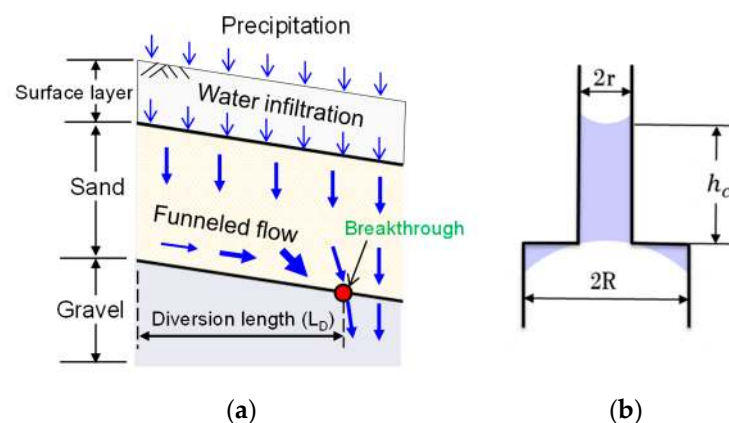 Precipitation
Surface layer
Water infiltration
Sand
Funneled flow
Breakthrough
Gravel
Diversion length (L_D)
(a)
2r
h_c
2R
(b)